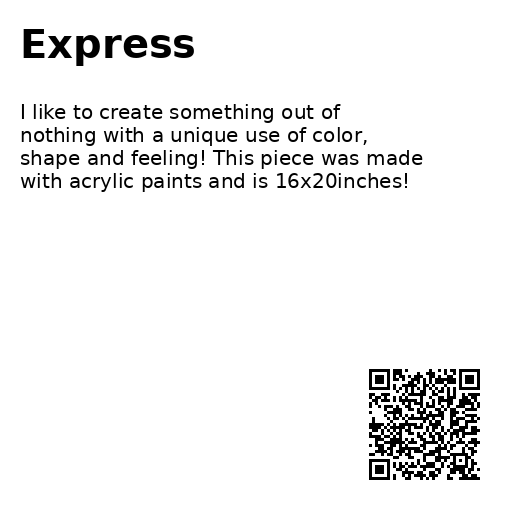 Express
I like to create something out of
nothing with a unique use of color,
shape and feeling! This piece was made
with acrylic paints and is 16x20inches!